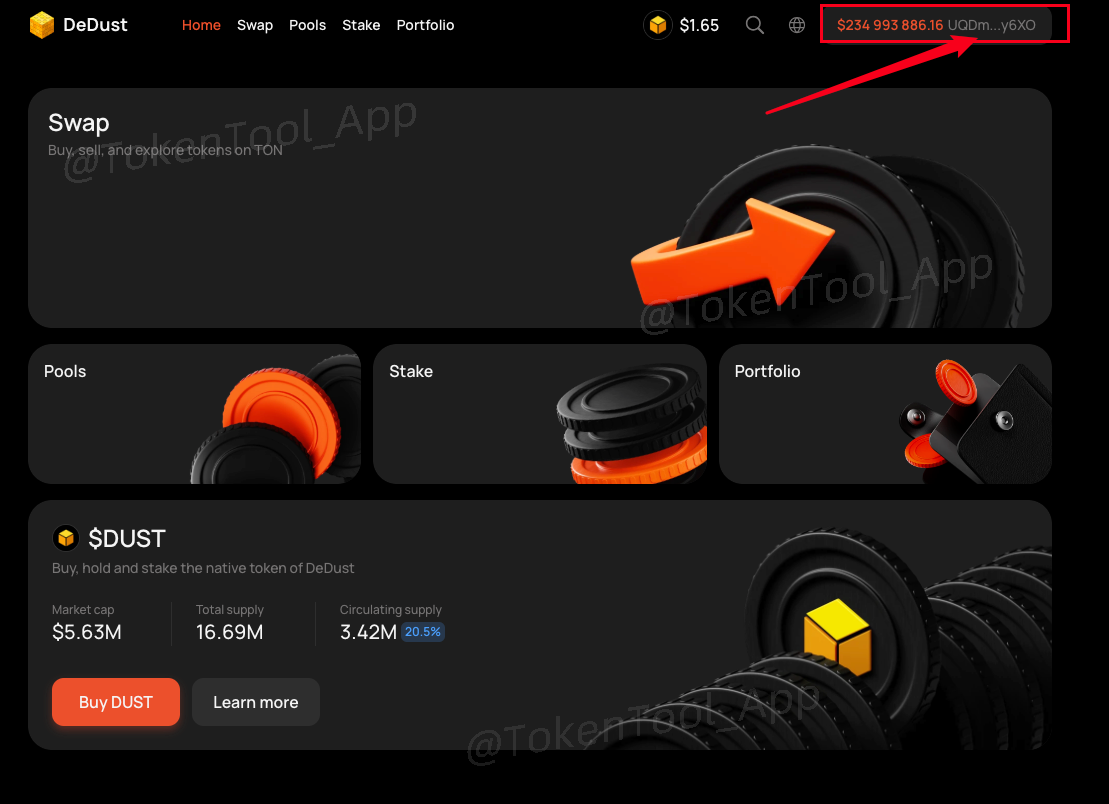 DeDust Home Swap Pools Stake Portfolio $1.65 $234 993 886.16 UQDm...y6XO
Swap
Buy, sell, and explore tokens on TON
@TokenTool_App
@TokenTool_App
Pools Stake Portfolio
$DUST
Buy, hold and stake the native token of DeDust
Market cap Total supply Circulating supply
$5.63M 16.69M 3.42M 20.5%
Buy DUST Learn more
@TokenTool_App